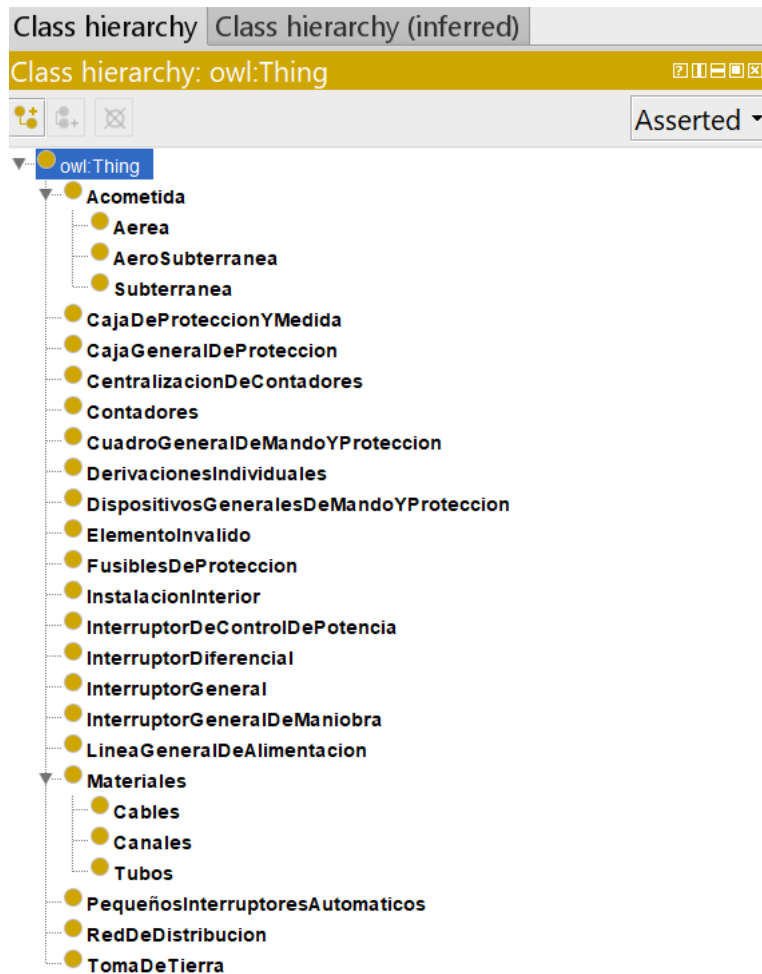 Class hierarchy Class hierarchy (inferred)
Class hierarchy: owl:Thing
Asserted
owl:Thing
Acometida
Aerea
AeroSubterranea
Subterranea
CajaDeProteccionYMedida
CajaGeneralDeProteccion
CentralizacionDeContadores
Contadores
CuadroGeneralDeMandoYProteccion
DerivacionesIndividuales
DispositivosGeneralesDeMandoYProteccion
ElementoInvalido
FusiblesDeProteccion
InstalacionInterior
InterruptorDeControlDePotencia
InterruptorDiferencial
InterruptorGeneral
InterruptorGeneralDeManiobra
LineaGeneralDeAlimentacion
Materiales
Cables
Canales
Tubos
PequeñosInterruptoresAutomaticos
RedDeDistribucion
TomaDeTierra